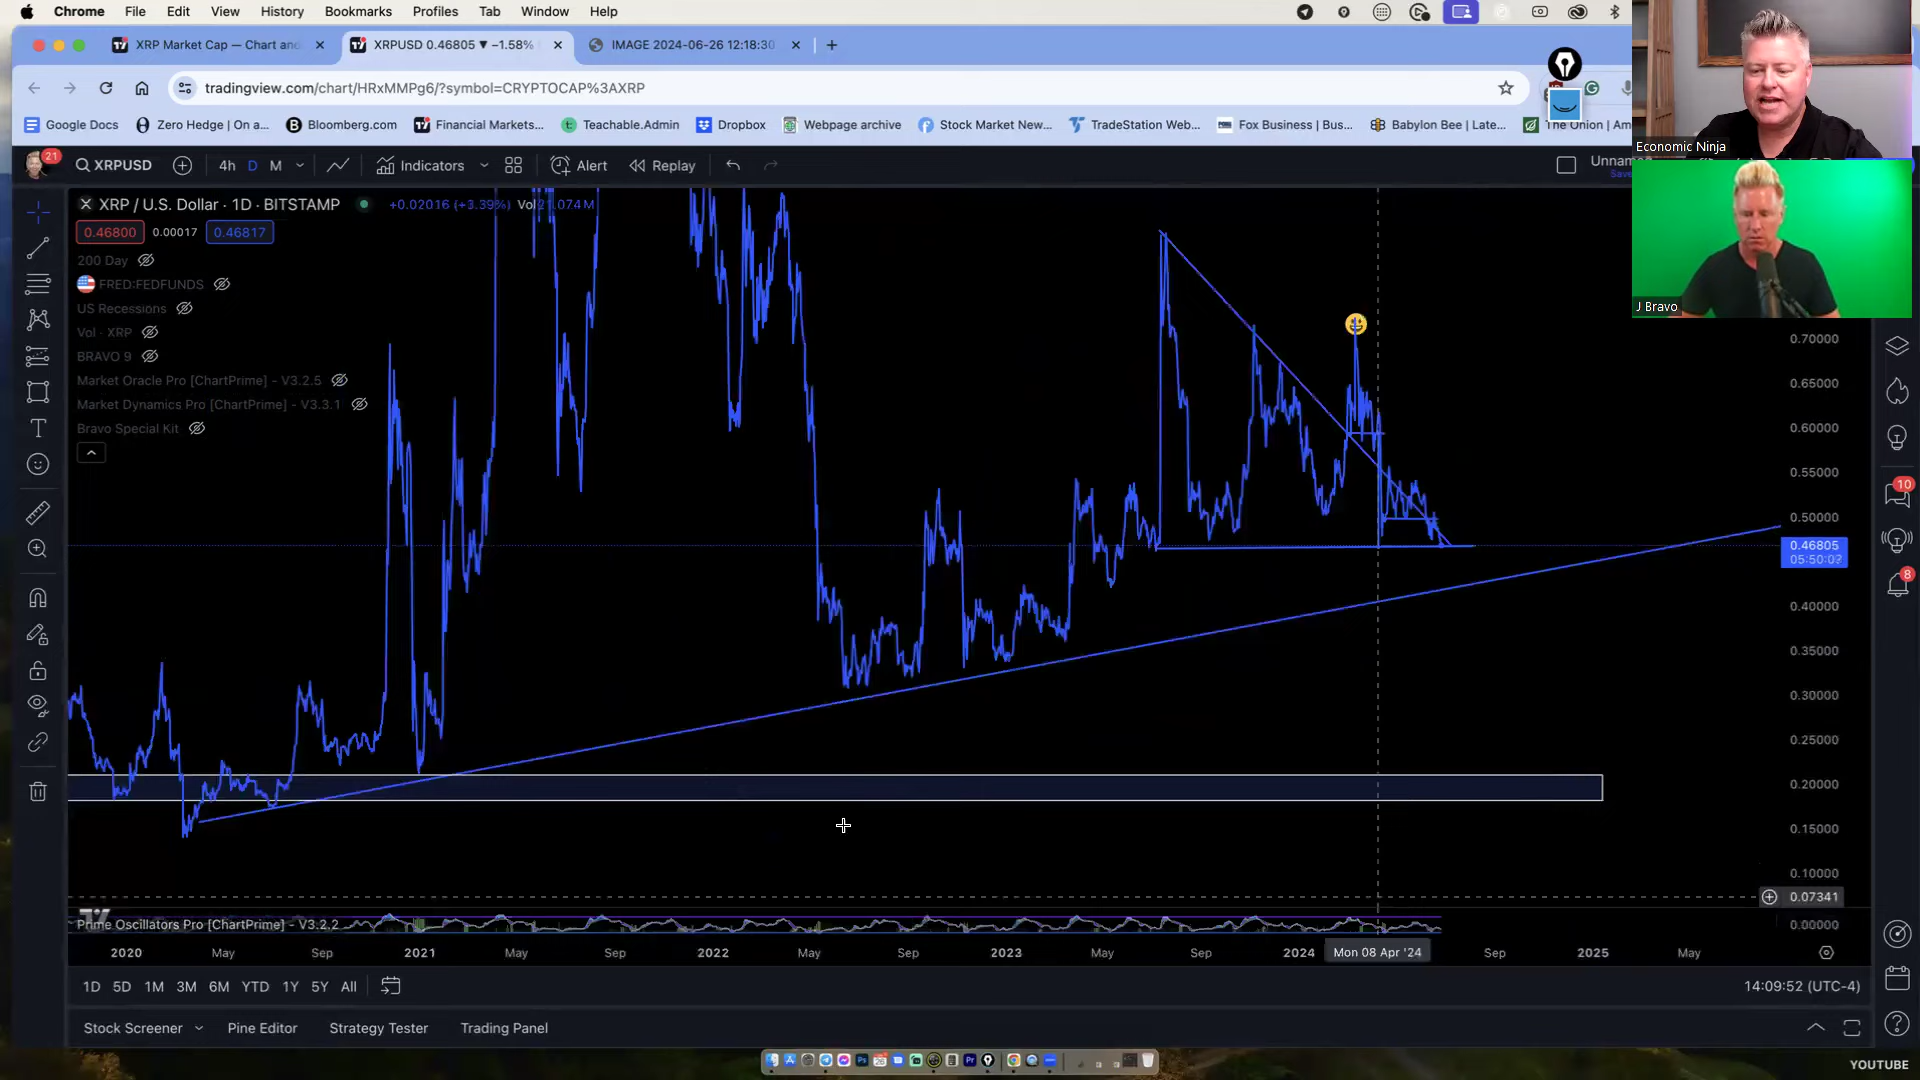 Chrome File Edit View History Bookmarks Profiles Tab Window Help
XRP Market Cap — Chart and
XRPUSD 0.46805 ▼ −1.58%
IMAGE 2024-06-26 12:18:30
tradingview.com/chart/HRxMMPg6/?symbol=CRYPTOCAP%3AXRP
Google Docs
Zero Hedge | On a...
Bloomberg.com
Financial Markets...
Teachable.Admin
Dropbox
Webpage archive
Stock Market New...
TradeStation Web...
Fox Business | Bus...
Babylon Bee | Late...
The Onion | Am
Economic Ninja
J Bravo
21
XRPUSD
4h D M
Indicators
Alert
Replay
Unnam
Save
XRP / U.S. Dollar · 1D · BITSTAMP
+0.02016 (+3.39%) Vol21.074M
0.46800 0.00017 0.46817
200 Day
FRED:FEDFUNDS
US Recessions
Vol · XRP
BRAVO 9
Market Oracle Pro [ChartPrime] - V3.2.5
Market Dynamics Pro [ChartPrime] - V3.3.1
Bravo Special Kit
0.70000
0.65000
0.60000
0.55000
0.50000
0.46805
0.40000
0.35000
0.30000
0.25000
0.20000
0.15000
0.10000
0.07341
0.00000
10
8
Prime Oscillators Pro [ChartPrime] - V3.2.2
2020 May Sep 2021 May Sep 2022 May Sep 2023 May Sep 2024 Mon 08 Apr '24 Sep 2025 May
1D 5D 1M 3M 6M YTD 1Y 5Y All
14:09:52 (UTC-4)
Stock Screener
Pine Editor
Strategy Tester
Trading Panel
YOUTUBE